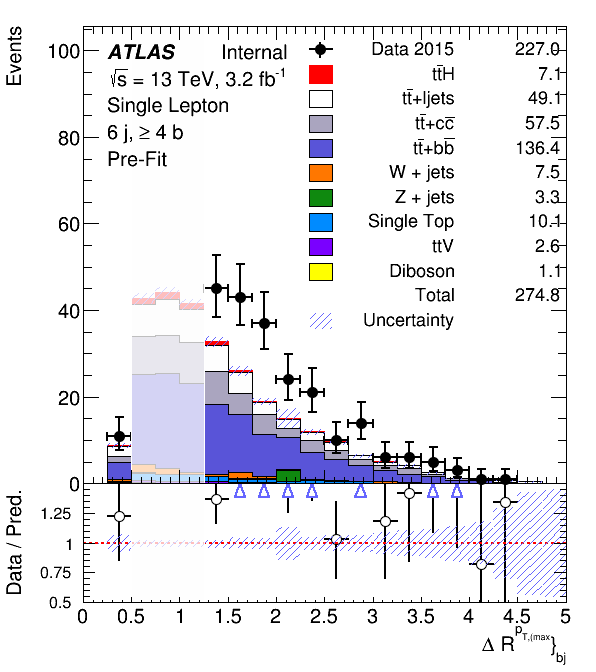 Events
100
80
60
40
20
0
ATLAS Internal
√s = 13 TeV, 3.2 fb⁻¹
Single Lepton
6 j, ≥ 4 b
Pre-Fit
Data 2015 227.0
tt̄H 7.1
tt̄+ljets 49.1
tt̄+cc̄ 57.5
tt̄+bb̄ 136.4
W + jets 7.5
Z + jets 3.3
Single Top 10.1
ttV 2.6
Diboson 1.1
Total 274.8
Uncertainty
Data / Pred.
1.25
1
0.75
0.5
0 0.5 1 1.5 2 2.5 3 3.5 4 4.5 5
Δ R^{p_{T,(max}}}_{bj}